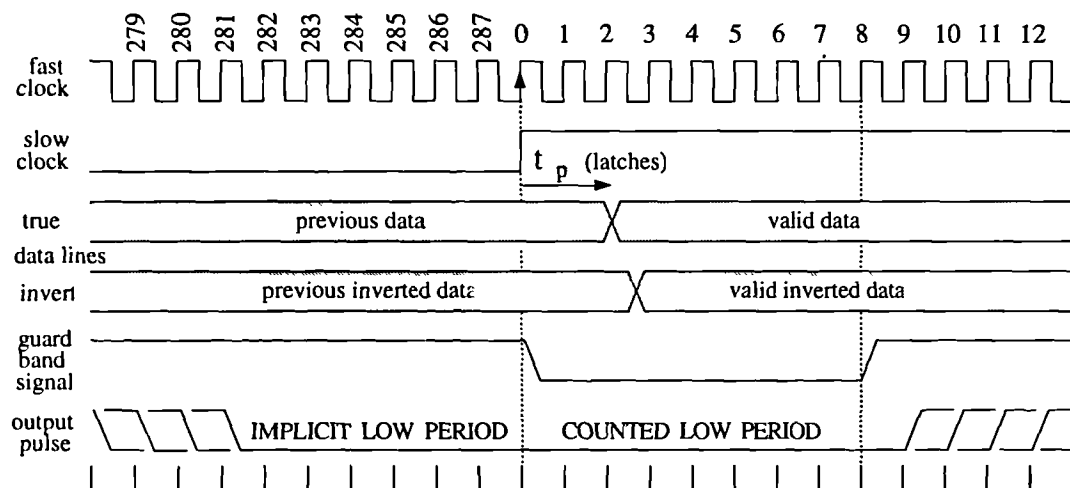 279 280 281 282 283 284 285 286 287 0 1 2 3 4 5 6 7 8 9 10 11 12
fast
clock
slow
clock
t p (latches)
true
previous data
valid data
data lines
invert
previous inverted data
valid inverted data
guard
band
signal
output
pulse
IMPLICIT LOW PERIOD
COUNTED LOW PERIOD